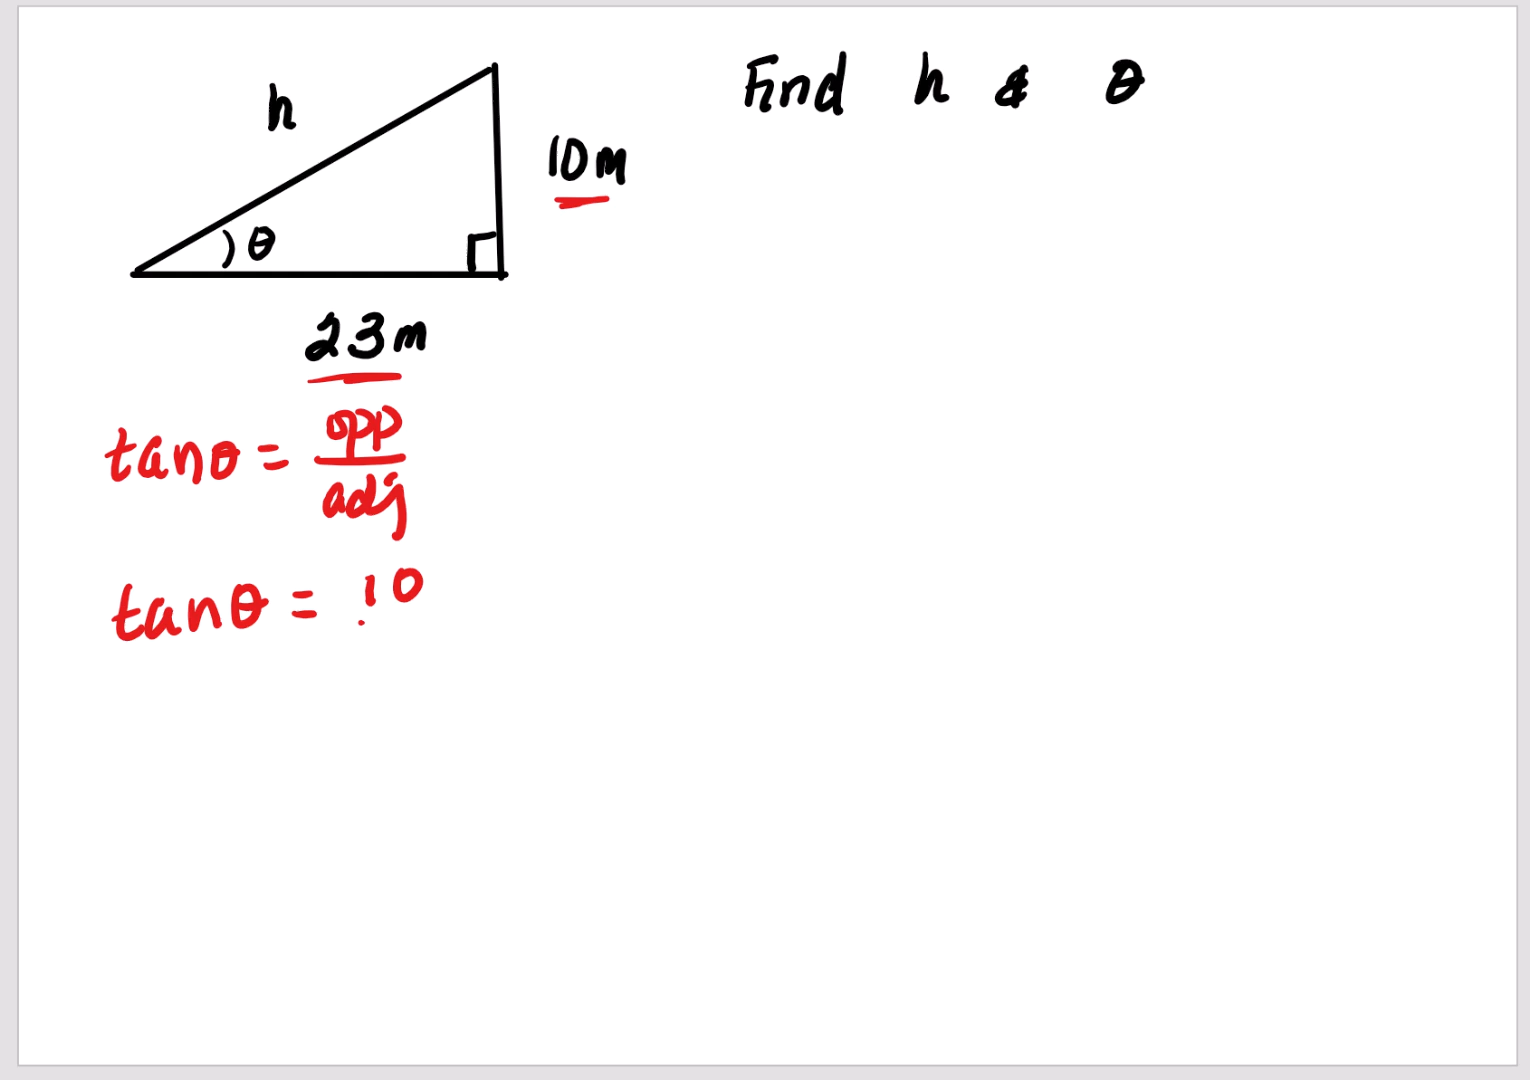 Find h & θ
h
10m
θ
23m
tanθ = opp
adj
tanθ = 10